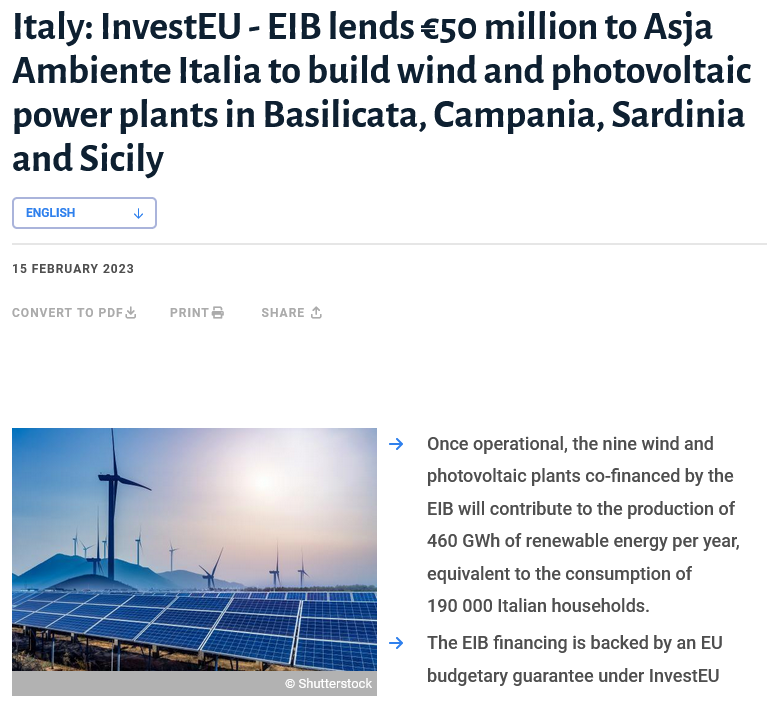 Italy: InvestEU - EIB lends €50 million to Asja
Ambiente Italia to build wind and photovoltaic
power plants in Basilicata, Campania, Sardinia
and Sicily
ENGLISH
15 FEBRUARY 2023
CONVERT TO PDF PRINT SHARE
© Shutterstock
Once operational, the nine wind and
photovoltaic plants co-financed by the
EIB will contribute to the production of
460 GWh of renewable energy per year,
equivalent to the consumption of
190 000 Italian households.
The EIB financing is backed by an EU
budgetary guarantee under InvestEU